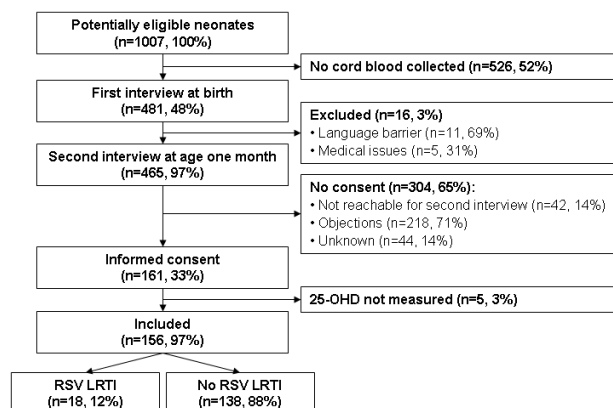 Potentially eligible neonates
(n=1007, 100%)
No cord blood collected (n=526, 52%)
First interview at birth
(n=481, 48%)
Excluded (n=16, 3%)
• Language barrier (n=11, 69%)
• Medical issues (n=5, 31%)
Second interview at age one month
(n=465, 97%)
No consent (n=304, 65%):
• Not reachable for second interview (n=42, 14%)
• Objections (n=218, 71%)
• Unknown (n=44, 14%)
Informed consent
(n=161, 33%)
25-OHD not measured (n=5, 3%)
Included
(n=156, 97%)
RSV LRTI
(n=18, 12%)
No RSV LRTI
(n=138, 88%)